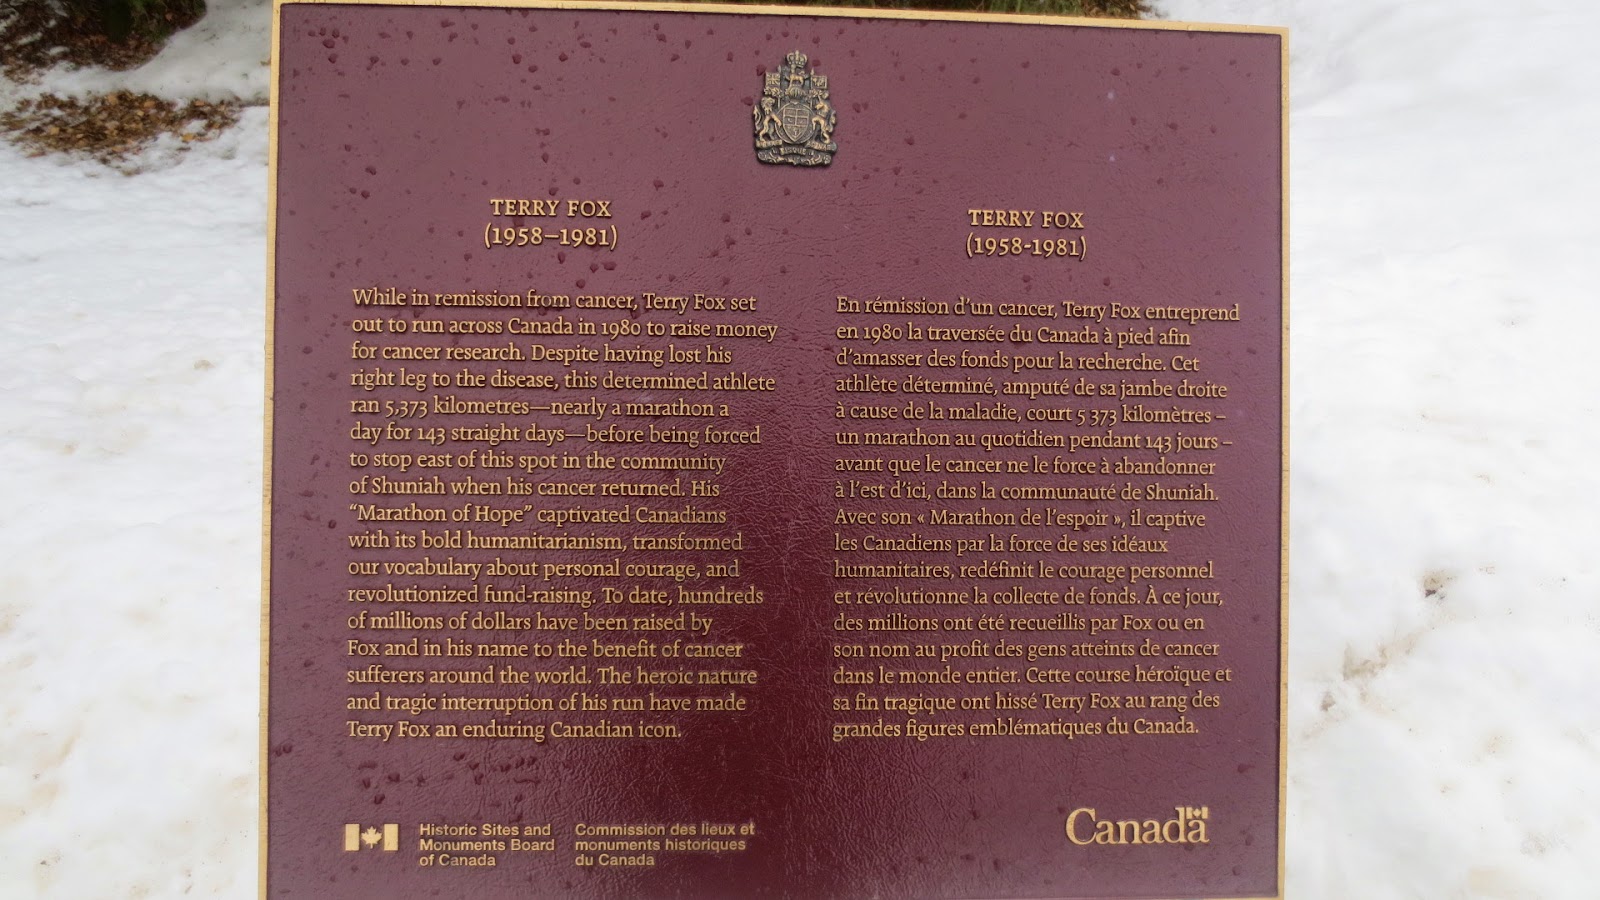 TERRY FOX
(1958–1981)
While in remission from cancer, Terry Fox set
out to run across Canada in 1980 to raise money
for cancer research. Despite having lost his
right leg to the disease, this determined athlete
ran 5,373 kilometres—nearly a marathon a
day for 143 straight days—before being forced
to stop east of this spot in the community
of Shuniah when his cancer returned. His
“Marathon of Hope” captivated Canadians
with its bold humanitarianism, transformed
our vocabulary about personal courage, and
revolutionized fund-raising. To date, hundreds
of millions of dollars have been raised by
Fox and in his name to the benefit of cancer
sufferers around the world. The heroic nature
and tragic interruption of his run have made
Terry Fox an enduring Canadian icon.
TERRY FOX
(1958-1981)
En rémission d’un cancer, Terry Fox entreprend
en 1980 la traversée du Canada à pied afin
d’amasser des fonds pour la recherche. Cet
athlète déterminé, amputé de sa jambe droite
à cause de la maladie, court 5 373 kilomètres –
un marathon au quotidien pendant 143 jours –
avant que le cancer ne le force à abandonner
à l’est d’ici, dans la communauté de Shuniah.
Avec son « Marathon de l’espoir », il captive
les Canadiens par la force de ses idéaux
humanitaires, redéfinit le courage personnel
et révolutionne la collecte de fonds. À ce jour,
des millions ont été recueillis par Fox ou en
son nom au profit des gens atteints de cancer
dans le monde entier. Cette course héroïque et
sa fin tragique ont hissé Terry Fox au rang des
grandes figures emblématiques du Canada.
Historic Sites and
Monuments Board
of Canada
Commission des lieux et
monuments historiques
du Canada
Canada